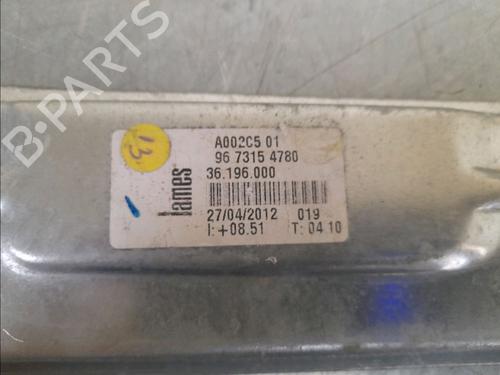 A002C5 01
96 7315 4780
36.196.000
lames
27/04/2012 019
I: +08.51 T: 04 10
13
B-PARTS